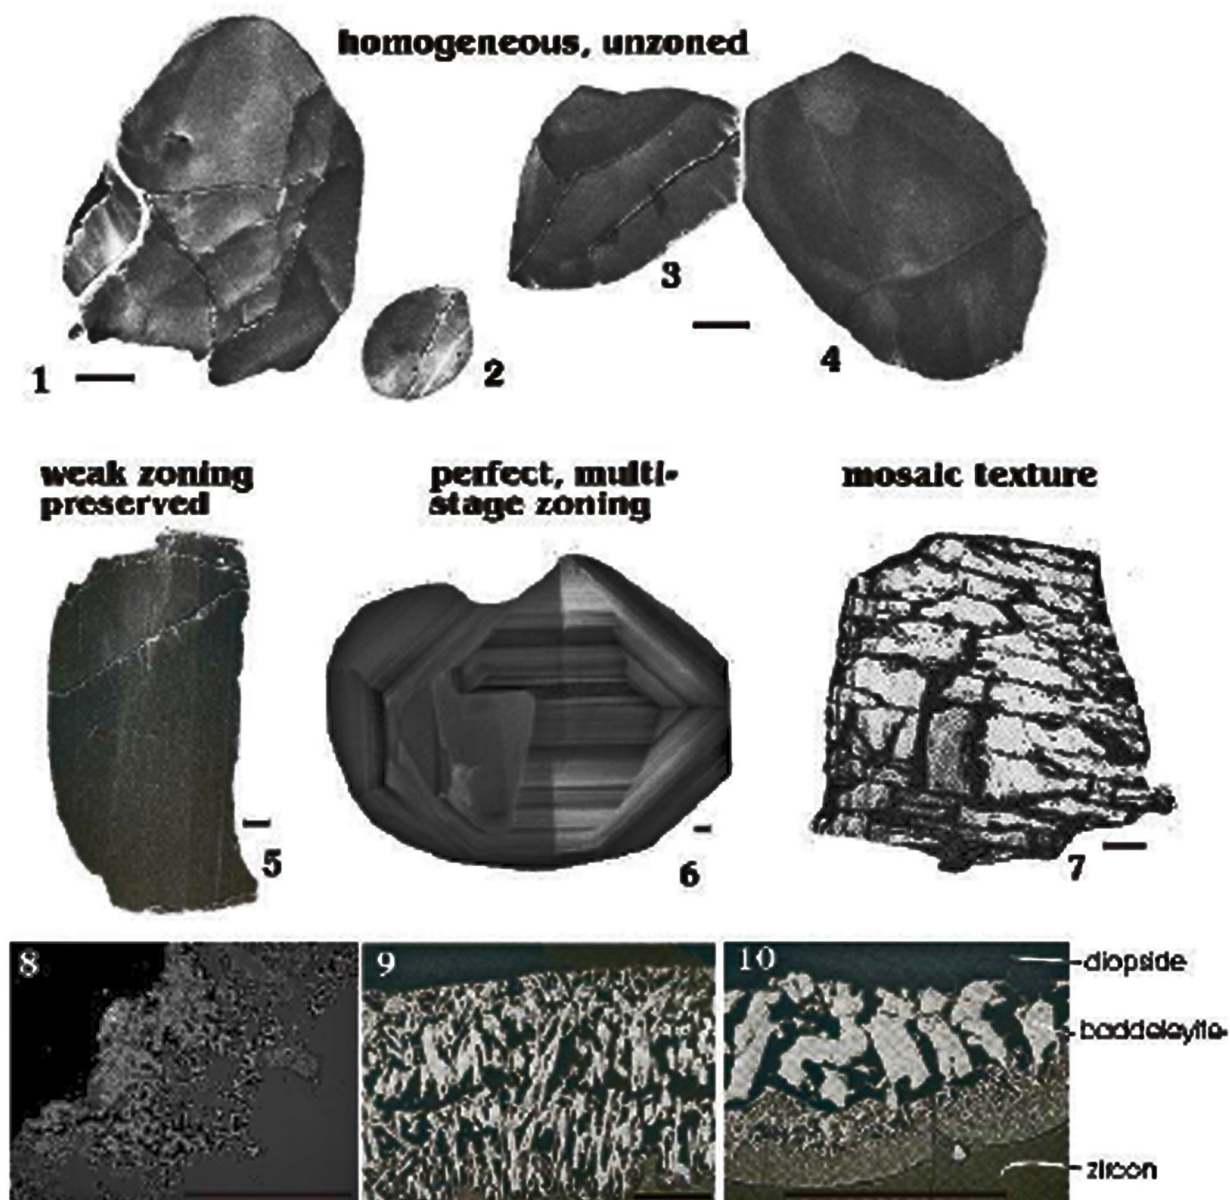 homogeneous, unzoned
1
2
3
4
weak zoning
preserved
perfect, multi-
stage zoning
mosaic texture
5
6
7
8
9
10
diopside
baddeleyite
zircon